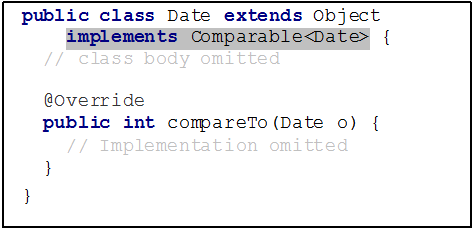 public class Date extends Object
implements Comparable<Date> {
// class body omitted
@Override
public int compareTo(Date o) {
// Implementation omitted
}
}